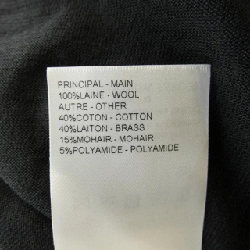 PRINCIPAL - MAIN
100%LAINE - WOOL
AUTRE - OTHER
40%COTON - COTTON
40%LAITON - BRASS
15%MOHAIR - MOHAIR
5%POLYAMIDE - POLYAMIDE